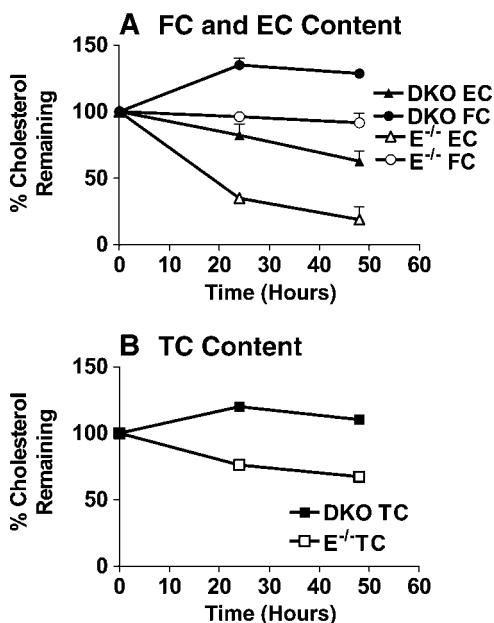 A FC and EC Content
% Cholesterol
Remaining
150
100
50
0
0 10 20 30 40 50 60
Time (Hours)
DKO EC
DKO FC
E-/- EC
E-/- FC
B TC Content
% Cholesterol
Remaining
150
100
50
0
0 10 20 30 40 50 60
Time (Hours)
DKO TC
E-/-TC